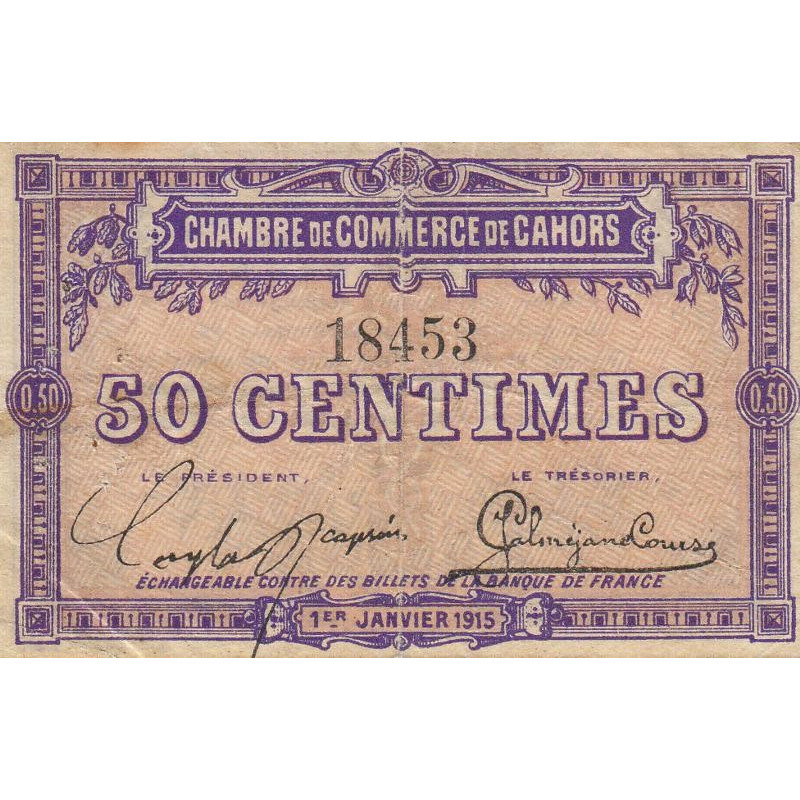 CHAMBRE DE COMMERCE DE CAHORS
18453
0.50 50 CENTIMES 0.50
LE PRÉSIDENT, LE TRÉSORIER,
ÉCHANGEABLE CONTRE DES BILLETS DE LA BANQUE DE FRANCE
1ER JANVIER 1915